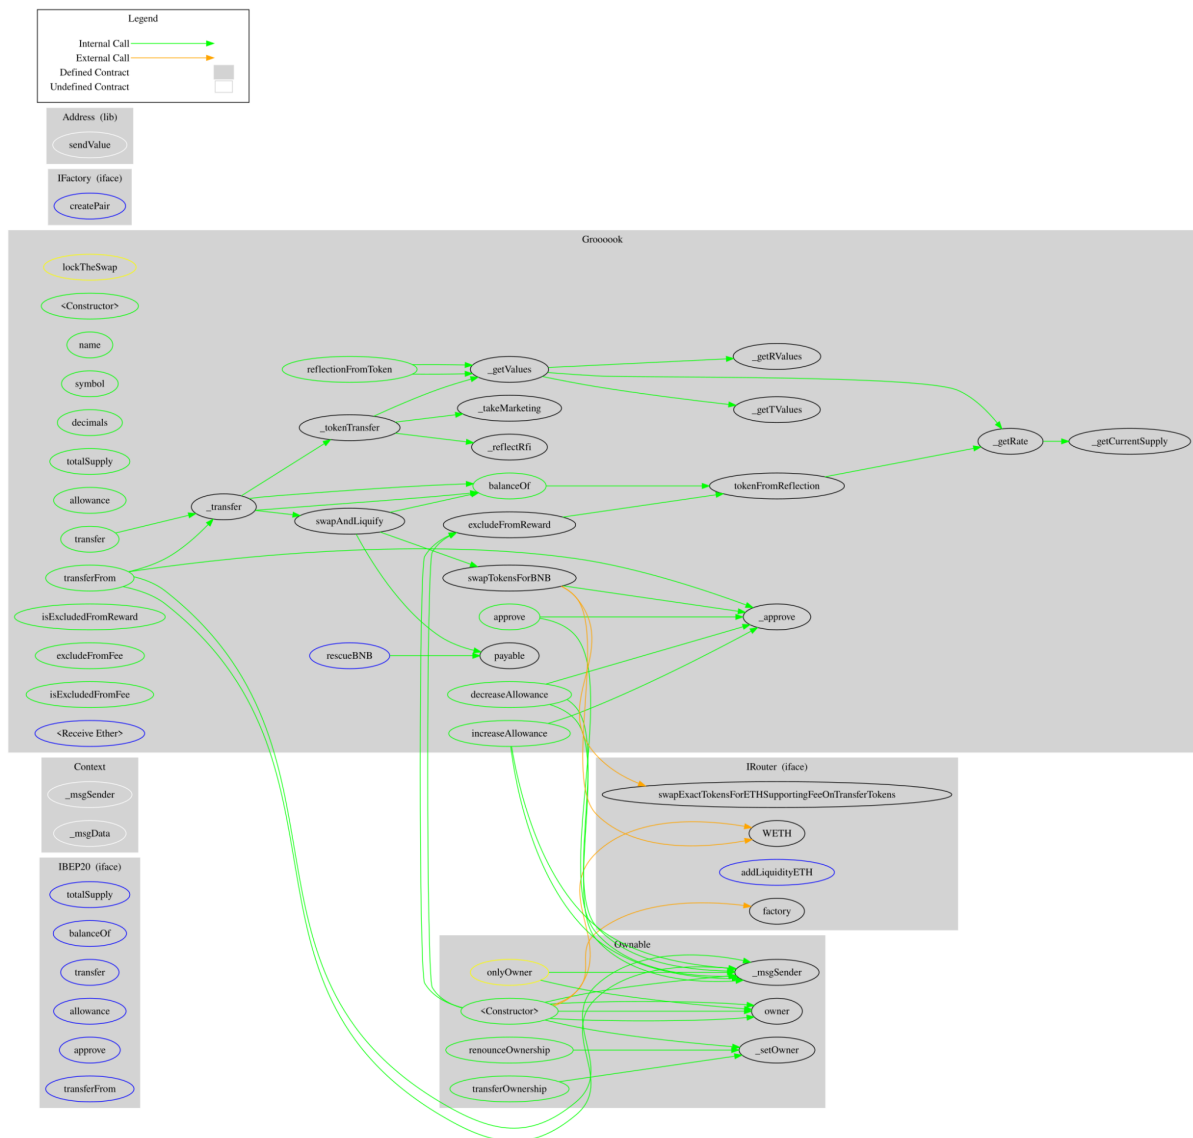 Legend
Internal Call
External Call
Defined Contract
Undefined Contract
Address (lib)
sendValue
IFactory (iface)
createPair
Groooook
lockTheSwap
<Constructor>
name
symbol
decimals
totalSupply
allowance
transfer
transferFrom
isExcludedFromReward
excludeFromFee
isExcludedFromFee
<Receive Ether>
_transfer
reflectionFromToken
_tokenTransfer
swapAndLiquify
rescueBNB
_getValues
_takeMarketing
_reflectRfi
balanceOf
excludeFromReward
swapTokensForBNB
approve
payable
decreaseAllowance
increaseAllowance
_getRValues
_getTValues
tokenFromReflection
_approve
_getRate
_getCurrentSupply
Context
_msgSender
_msgData
IRouter (iface)
swapExactTokensForETHSupportingFeeOnTransferTokens
WETH
addLiquidityETH
factory
IBEP20 (iface)
totalSupply
balanceOf
transfer
allowance
approve
transferFrom
Ownable
onlyOwner
<Constructor>
renounceOwnership
transferOwnership
_msgSender
owner
_setOwner